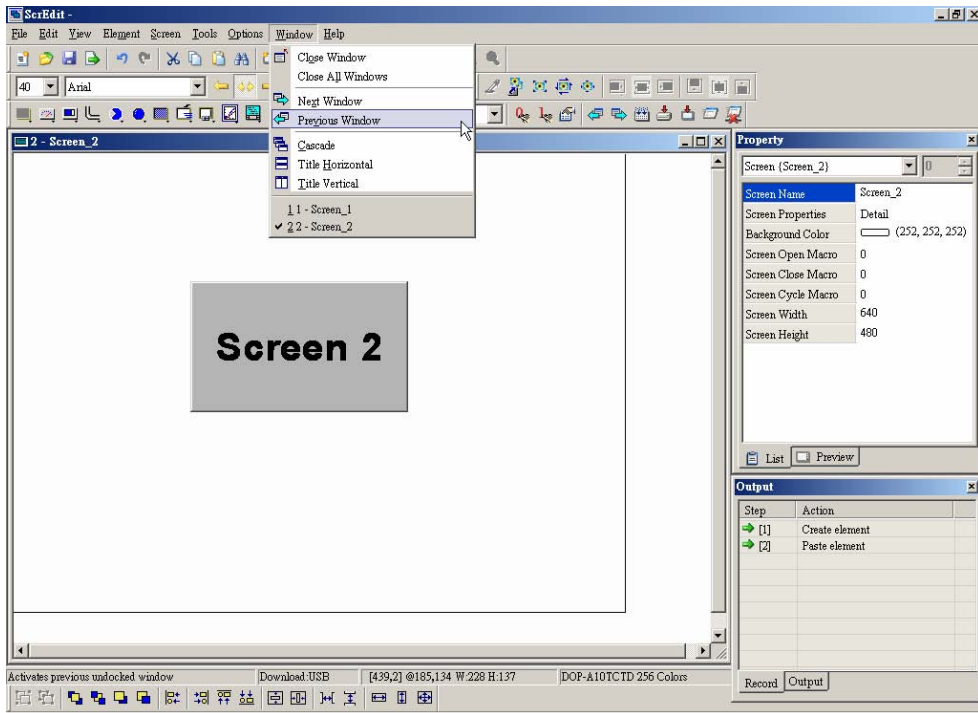 ScrEdit -
File Edit View Element Screen Tools Options Window Help
Close Window
Close All Windows
Next Window
Previous Window
Cascade
Title Horizontal
Title Vertical
1 1 - Screen_1
2 2 - Screen_2
40 Arial
2 - Screen_2
Screen 2
Property
Screen {Screen_2} 0
Screen Name Screen_2
Screen Properties Detail
Background Color (252, 252, 252)
Screen Open Macro 0
Screen Close Macro 0
Screen Cycle Macro 0
Screen Width 640
Screen Height 480
List Preview
Output
Step Action
[1] Create element
[2] Paste element
Record Output
Activates previous undocked window Download:USB [439,2] @185,134 W:228 H:137 DOP-A10TCTD 256 Colors